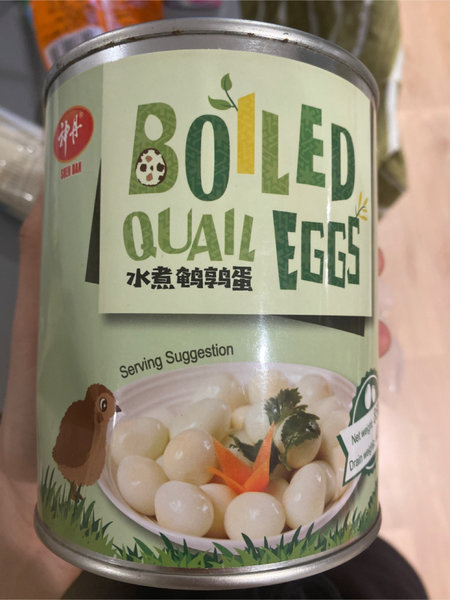 神丹
SHEN DAN
BOILED
QUAIL EGGS
水煮鹌鹑蛋
Serving Suggestion
Net weight:
Drain weight